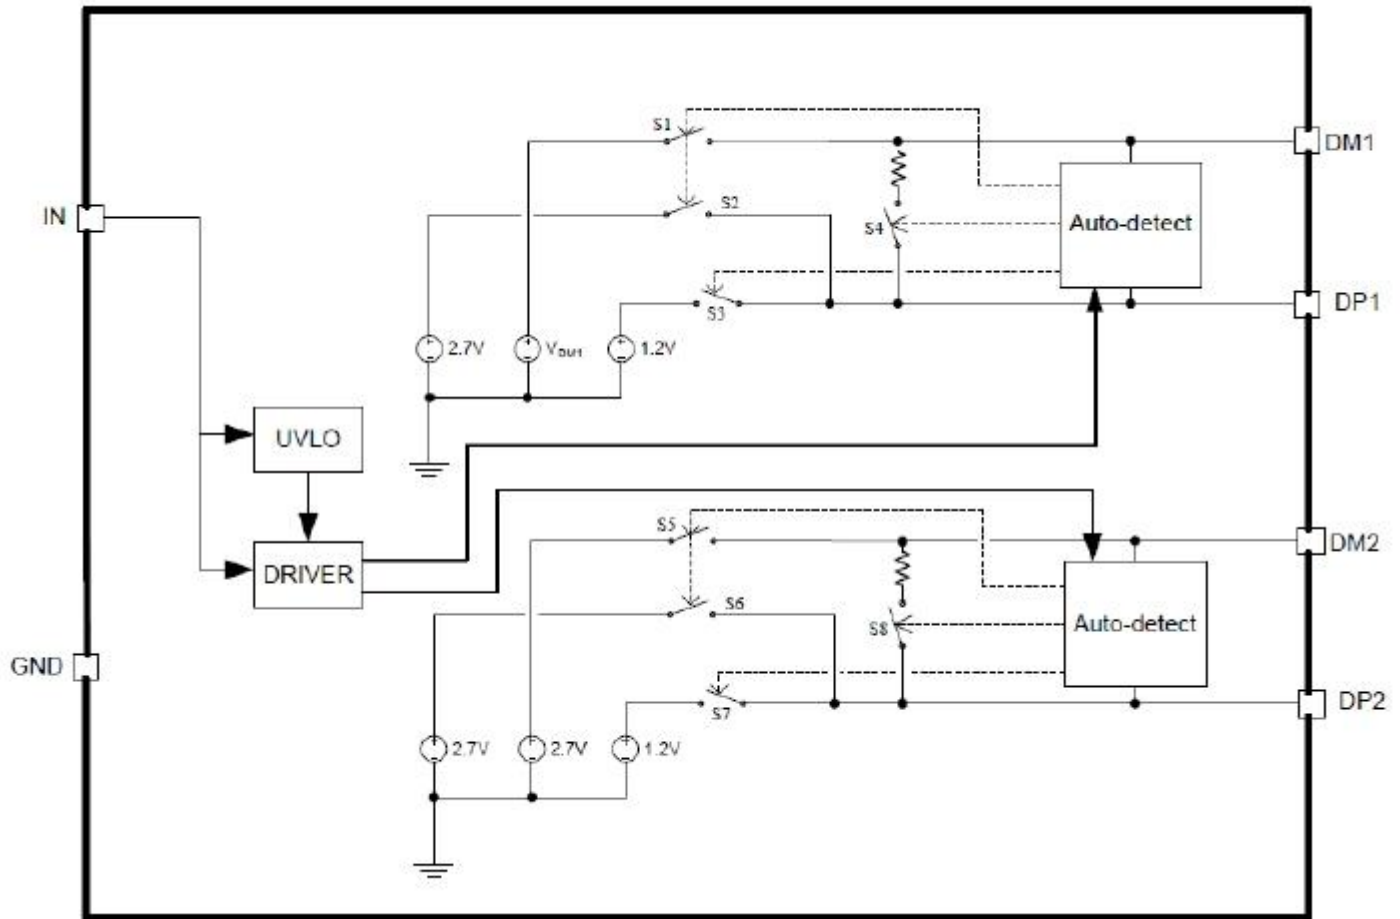 S1
DM1
S2
IN
S4
Auto-detect
S3
DP1
2.7V
1.2V
UVLO
S5
DM2
DRIVER
S6
S8
Auto-detect
GND
S7
DP2
2.7V
2.7V
1.2V